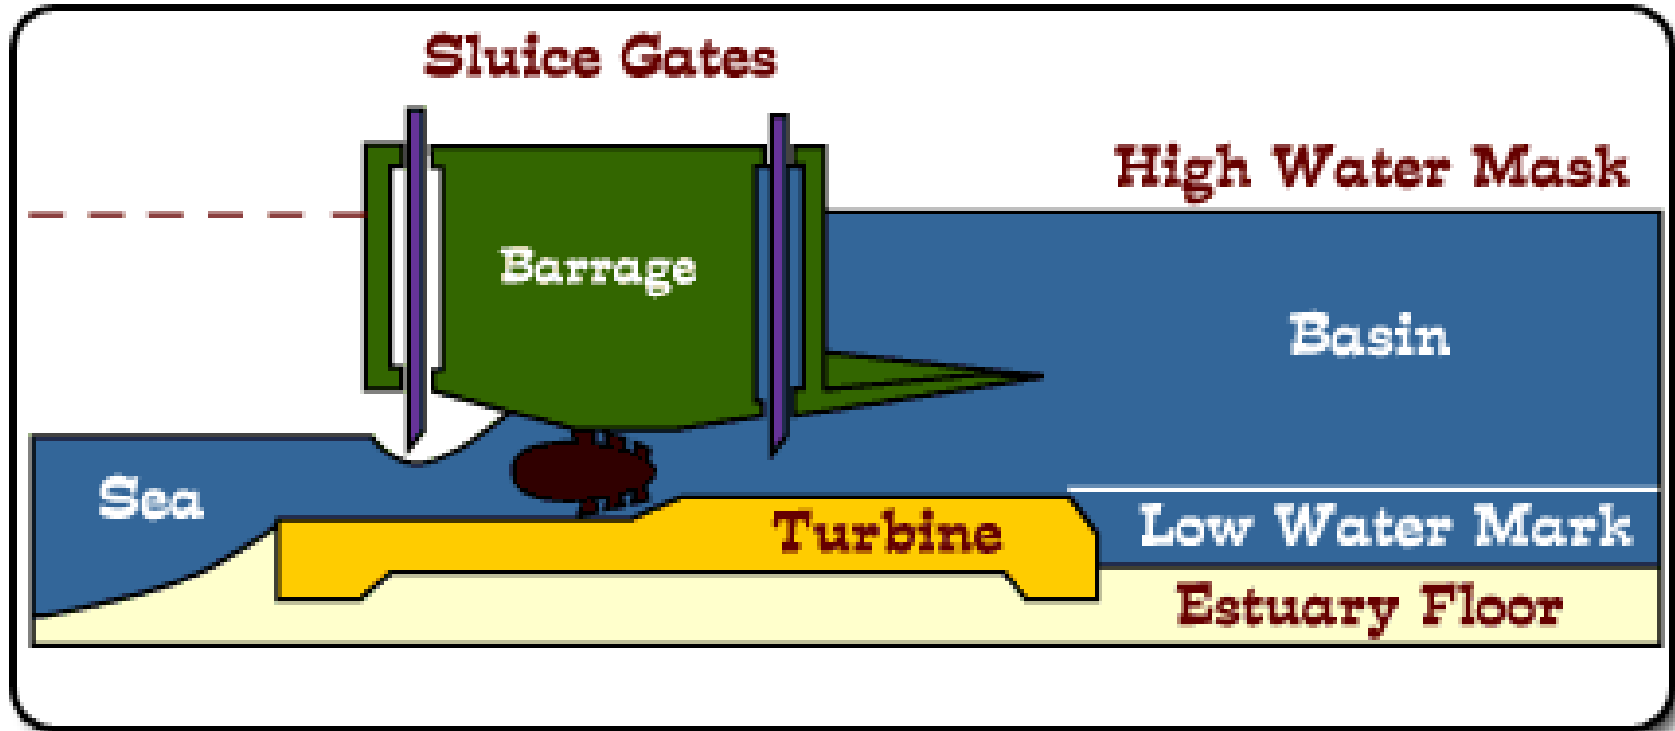 Sluice Gates
High Water Mask
Barrage
Basin
Sea
Low Water Mark
Turbine
Estuary Floor